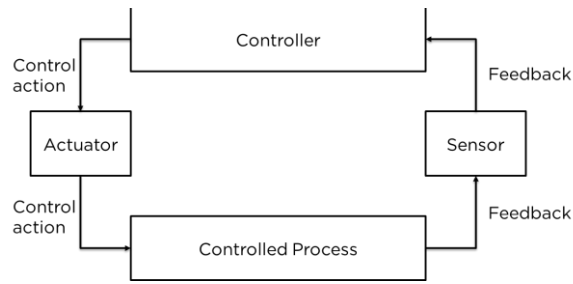 Controller
Control
action
Feedback
Actuator
Sensor
Control
action
Feedback
Controlled Process